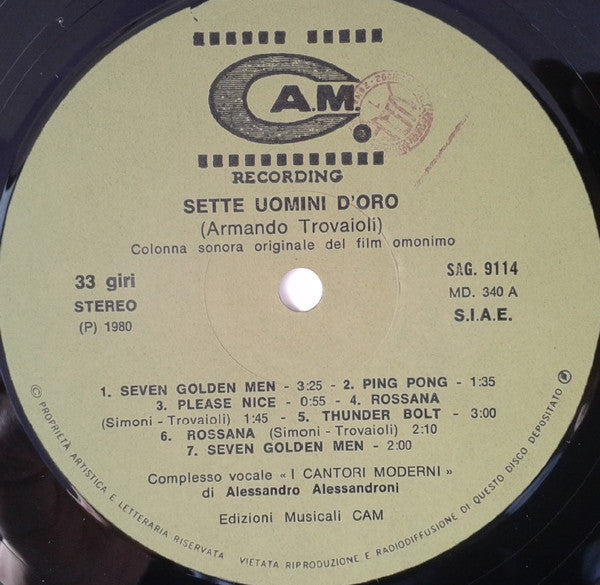 C.A.M.
RECORDING
SETTE UOMINI D'ORO
(Armando Trovaioli)
Colonna sonora originale del film omonimo
33 giri
STEREO
(P) 1980
SAG. 9114
MD. 340 A
S.I.A.E.
1. SEVEN GOLDEN MEN - 3:25 - 2. PING PONG - 1:35
3. PLEASE NICE - 0:55 - 4. ROSSANA
(Simoni - Trovaioli) 1:45 - 5. THUNDER BOLT - 3:00
6. ROSSANA (Simoni - Trovaioli) 2:10
7. SEVEN GOLDEN MEN - 2:00
Complesso vocale « I CANTORI MODERNI »
di Alessandro Alessandroni
Edizioni Musicali CAM
© PROPRIETÀ ARTISTICA E LETTERARIA RISERVATA VIETATA RIPRODUZIONE E RADIODIFFUSIONE DI QUESTO DISCO DEPOSITATO